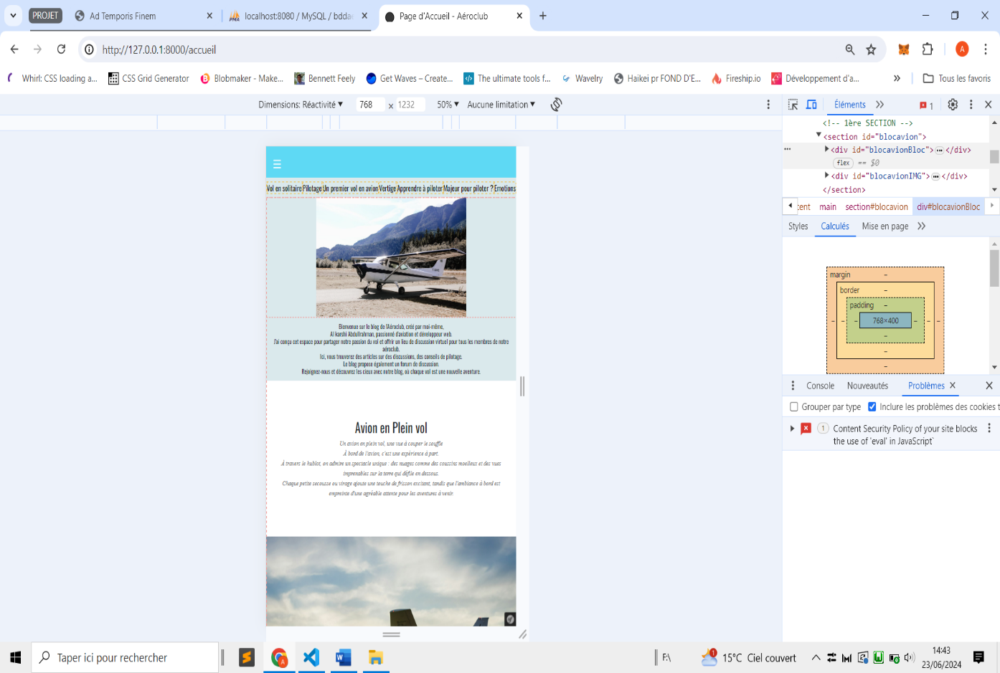 PROJET
Ad Temporis Finem
localhost:8080 / MySQL / bddae
Page d'Accueil - Aéroclub
http://127.0.0.1:8000/accueil
A
Whirl: CSS loading a...
CSS Grid Generator
Blobmaker - Make...
Bennett Feely
Get Waves – Create...
The ultimate tools f...
Wavelry
Haikei pr FOND D'E...
Fireship.io
Développement d'a...
Tous les favoris
Dimensions: Réactivité ▼ 768 x 1232 50% ▼ Aucune limitation ▼
Éléments
1
<!-- 1ère SECTION -->
<section id="blocavion">
<div id="blocavionBloc"> ... </div>
flex == $0
<div id="blocavionIMG"> ... </div>
</section>
cent main section#blocavion div#blocavionBloc
Styles Calculés Mise en page
margin -
border -
padding -
- - - 768×400 - - -
-
-
-
Console Nouveautés Problèmes
Grouper par type Inclure les problèmes des cookies t
1 Content Security Policy of your site blocks
the use of 'eval' in JavaScript`
Vol en solitaire Pilotage Un premier vol en avion Vertige Apprendre à piloter Majeur pour piloter ? Emotions
Bienvenue sur le blog de l'Aéroclub, créé par moi-même,
Al karshi Abdullrahman, passionné d'aviation et développeur web.
J'ai conçu cet espace pour partager notre passion du vol et offrir un lieu de discussion virtuel pour tous les membres de notre
aéroclub.
Ici, vous trouverez des articles sur des discussions, des conseils de pilotage.
Le blog propose également un forum de discussion.
Rejoignez-nous et découvrez les cieux avec notre blog, où chaque vol est une nouvelle aventure.
Avion en Plein vol
Un avion en plein vol, une vue à couper le souffle
À bord de l'avion, c'est une expérience à part.
À travers le hublot, on admire un spectacle unique : des nuages comme des coussins moelleux et des vues
imprenables sur la terre qui défile en dessous.
Chaque petite secousse ou virage ajoute une touche de frisson excitant, tandis que l'ambiance à bord est
empreinte d'une agréable attente pour les aventures à venir.
Taper ici pour rechercher
F:\
1
15°C Ciel couvert
14:43
23/06/2024